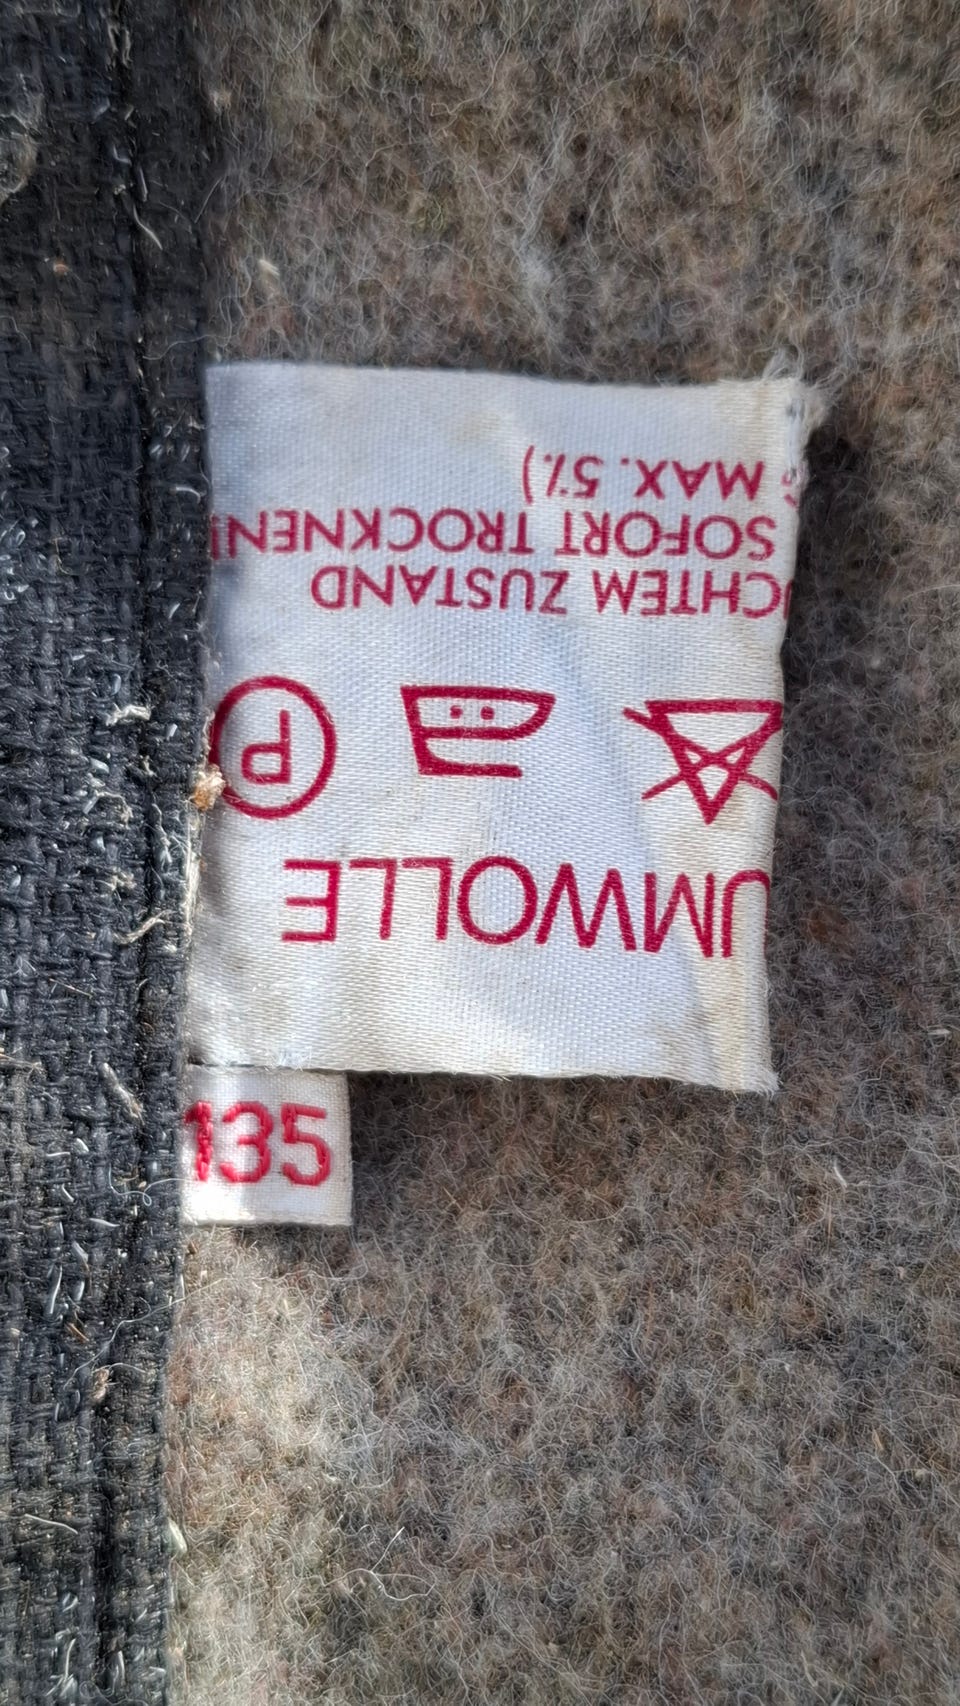 UMWOLLE
P
CHTEM ZUSTAND
SOFORT TROCKNEN!
MAX. 5%)
135